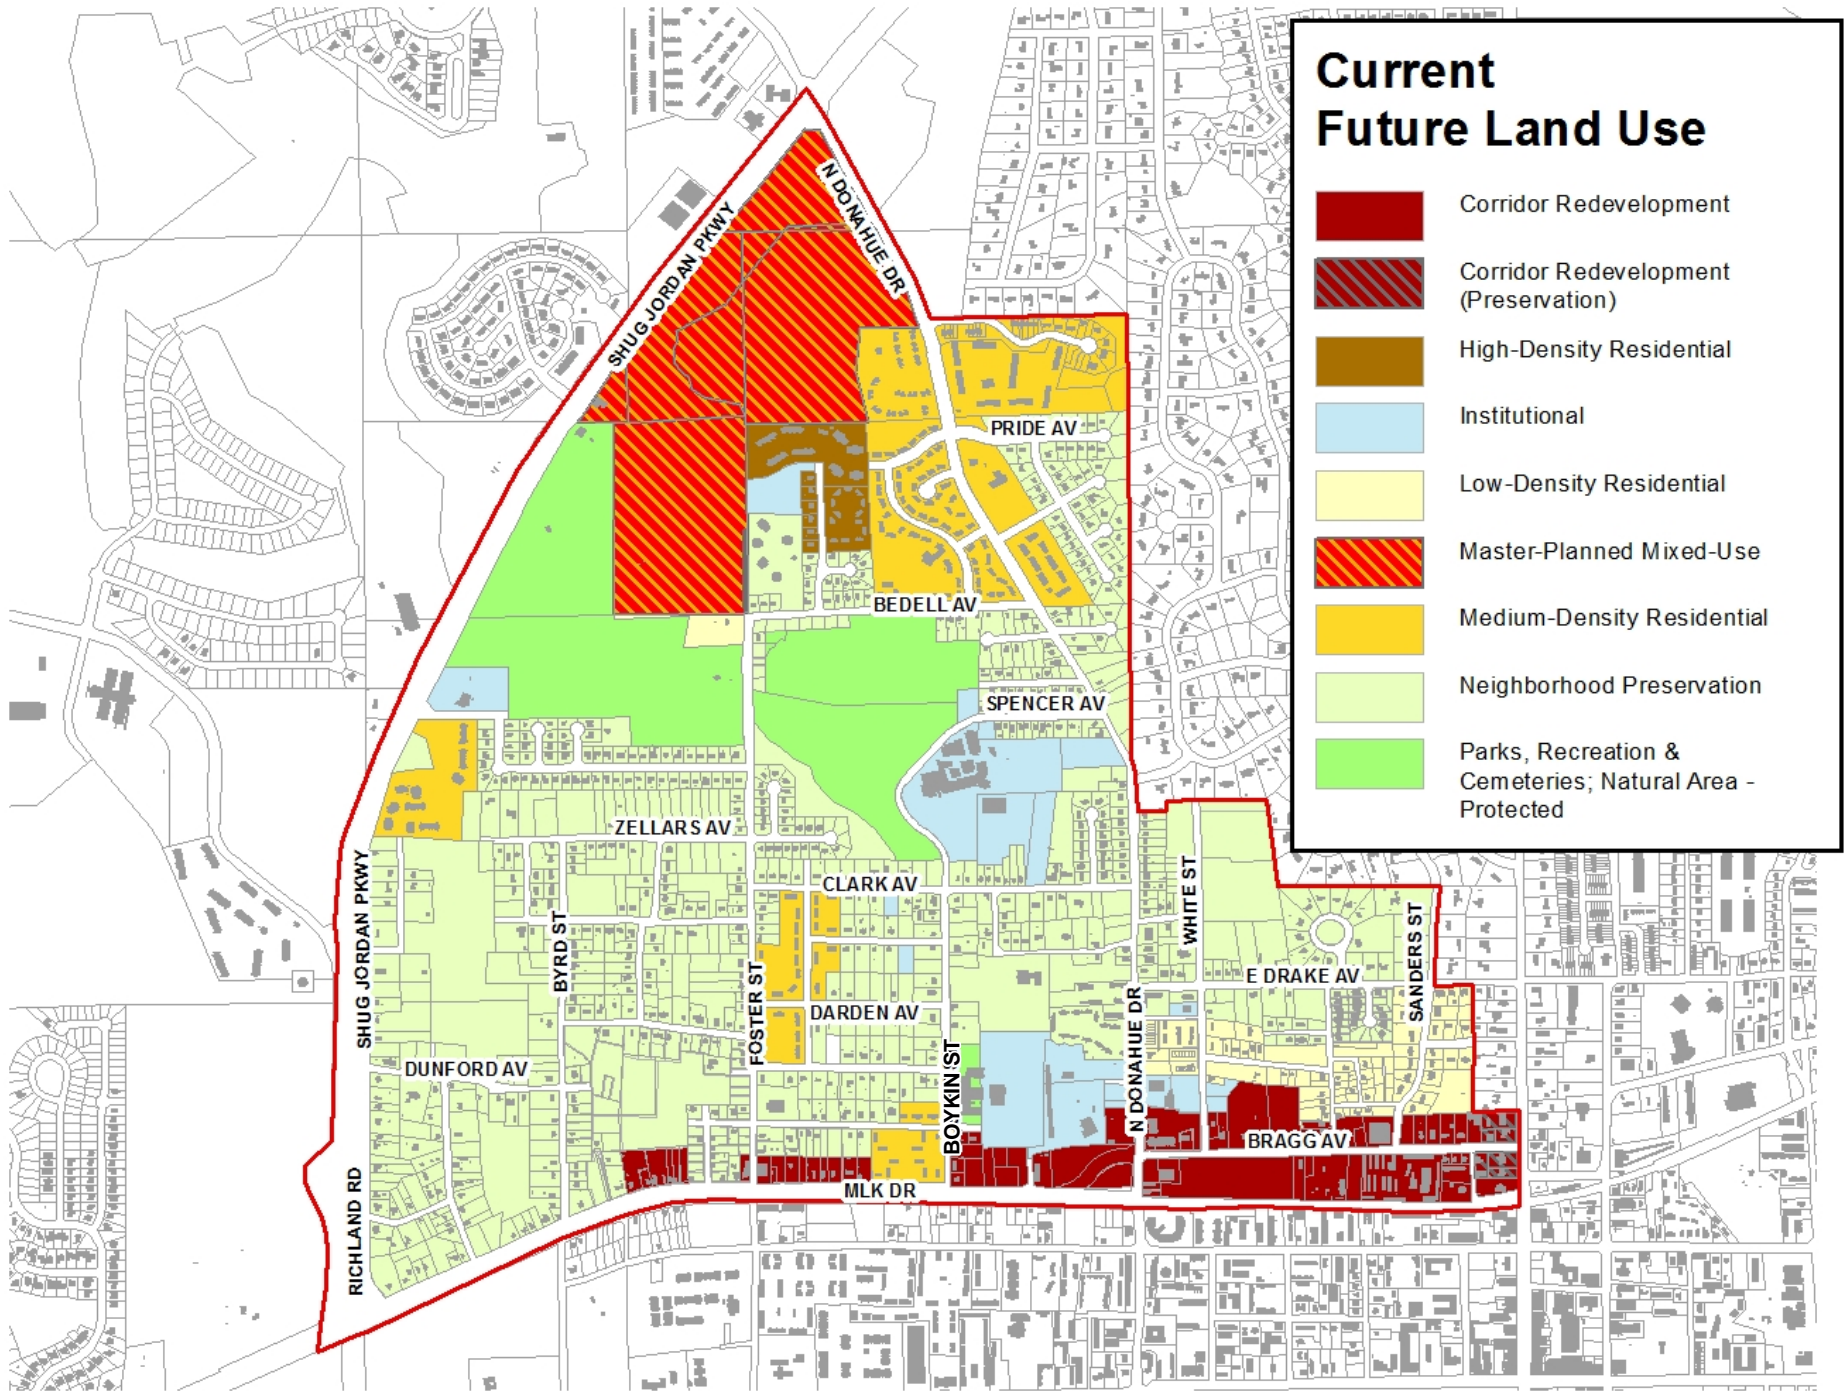 Current
Future Land Use
Corridor Redevelopment
Corridor Redevelopment
(Preservation)
High-Density Residential
Institutional
Low-Density Residential
Master-Planned Mixed-Use
Medium-Density Residential
Neighborhood Preservation
Parks, Recreation &
Cemeteries; Natural Area -
Protected
N DONAHUE DR
SHUG JORDAN PKWY
PRIDE AV
BEDELL AV
SPENCER AV
ZELLARS AV
CLARK AV
SHUG JORDAN PKWY
BYRD ST
WHITE ST
SANDERS ST
E DRAKE AV
FOSTER ST
DARDEN AV
N DONAHUE DR
BOYKIN ST
DUNFORD AV
BRAGG AV
MLK DR
RICHLAND RD